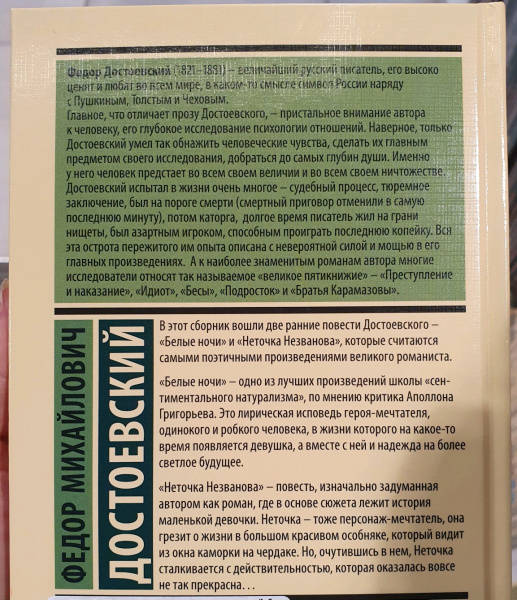 Федор Достоевский (1821–1881) – величайший русский писатель, его высоко
ценят и любят во всем мире, в каком-то смысле символ России наряду
с Пушкиным, Толстым и Чеховым.
Главное, что отличает прозу Достоевского, – пристальное внимание автора
к человеку, его глубокое исследование психологии отношений. Наверное, только
Достоевский умел так обнажить человеческие чувства, сделать их главным
предметом своего исследования, добраться до самых глубин души. Именно
у него человек предстает во всем своем величии и во всем своем ничтожестве.
Достоевский испытал в жизни очень многое – судебный процесс, тюремное
заключение, был на пороге смерти (смертный приговор отменили в самую
последнюю минуту), потом каторга, долгое время писатель жил на грани
нищеты, был азартным игроком, способным проиграть последнюю копейку. Вся
эта острота пережитого им опыта описана с невероятной силой и мощью в его
главных произведениях. А к наиболее знаменитым романам автора многие
исследователи относят так называемое «великое пятикнижие» – «Преступление
и наказание», «Идиот», «Бесы», «Подросток» и «Братья Карамазовы».
ФЕДОР МИХАЙЛОВИЧ
ДОСТОЕВСКИЙ
В этот сборник вошли две ранние повести Достоевского –
«Белые ночи» и «Неточка Незванова», которые считаются
самыми поэтичными произведениями великого романиста.
«Белые ночи» – одно из лучших произведений школы «сен-
тиментального натурализма», по мнению критика Аполлона
Григорьева. Это лирическая исповедь героя-мечтателя,
одинокого и робкого человека, в жизни которого на какое-то
время появляется девушка, а вместе с ней и надежда на более
светлое будущее.
«Неточка Незванова» – повесть, изначально задуманная
автором как роман, где в основе сюжета лежит история
маленькой девочки. Неточка – тоже персонаж-мечтатель, она
грезит о жизни в большом красивом особняке, который видит
из окна каморки на чердаке. Но, очутившись в нем, Неточка
сталкивается с действительностью, которая оказалась вовсе
не так прекрасна…